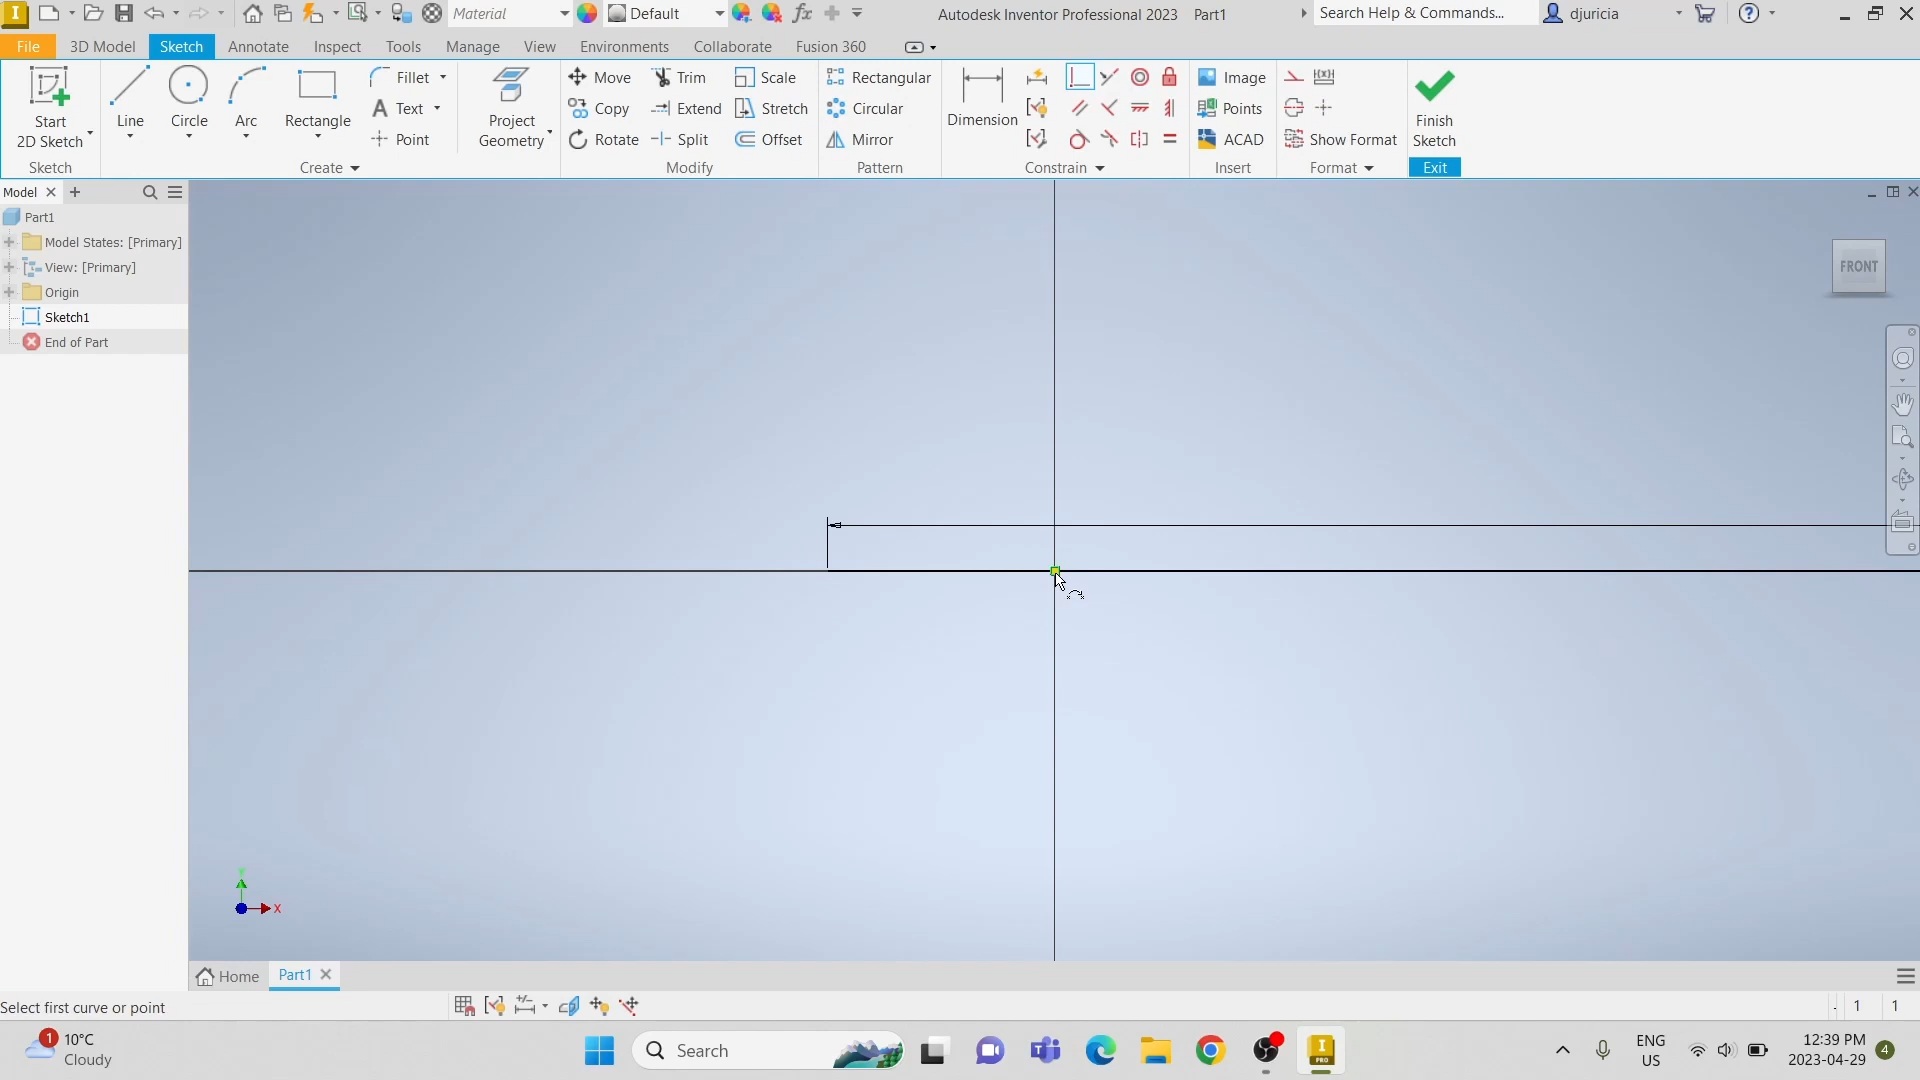 Material
Default
Autodesk Inventor Professional 2023 Part1
Search Help & Commands...
djuricia
File
3D Model
Sketch
Annotate
Inspect
Tools
Manage
View
Environments
Collaborate
Fusion 360
Start
2D Sketch
Line
Circle
Arc
Rectangle
Fillet
Text
Point
Project
Geometry
Move
Copy
Rotate
Trim
Extend
Split
Scale
Stretch
Offset
Rectangular
Circular
Mirror
Dimension
Image
Points
ACAD
Show Format
Finish
Sketch
Sketch
Create
Modify
Pattern
Constrain
Insert
Format
Exit
Model
Part1
Model States: [Primary]
View: [Primary]
Origin
Sketch1
End of Part
FRONT
Y
X
Home
Part1
Select first curve or point
1 1
1
10°C
Cloudy
Search
PRO
ENG
US
12:39 PM
2023-04-29
4